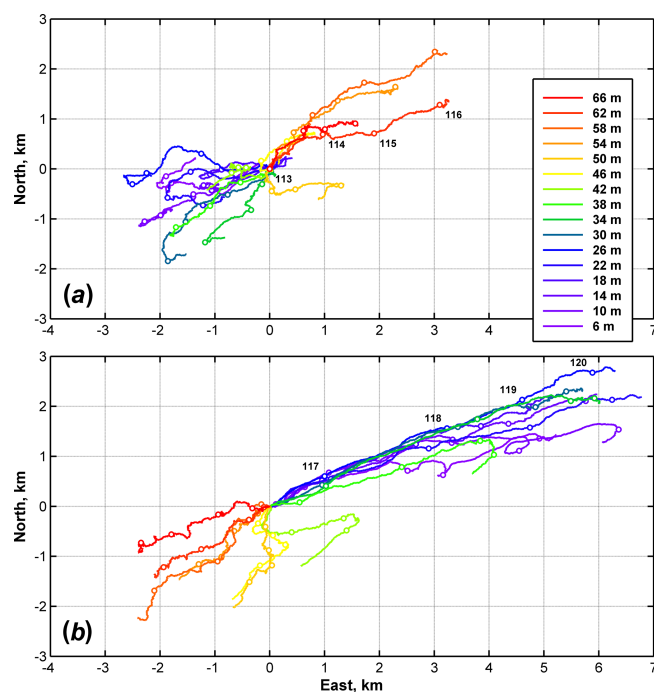 3
2
1
0
-1
-2
-3
North, km
(a)
113
114
115
116
-4 -3 -2 -1 0 1 2 3 4 5 6 7
66 m
62 m
58 m
54 m
50 m
46 m
42 m
38 m
34 m
30 m
26 m
22 m
18 m
14 m
10 m
6 m
3
2
1
0
-1
-2
-3
North, km
(b)
117
118
119
120
-4 -3 -2 -1 0 1 2 3 4 5 6 7
East, km